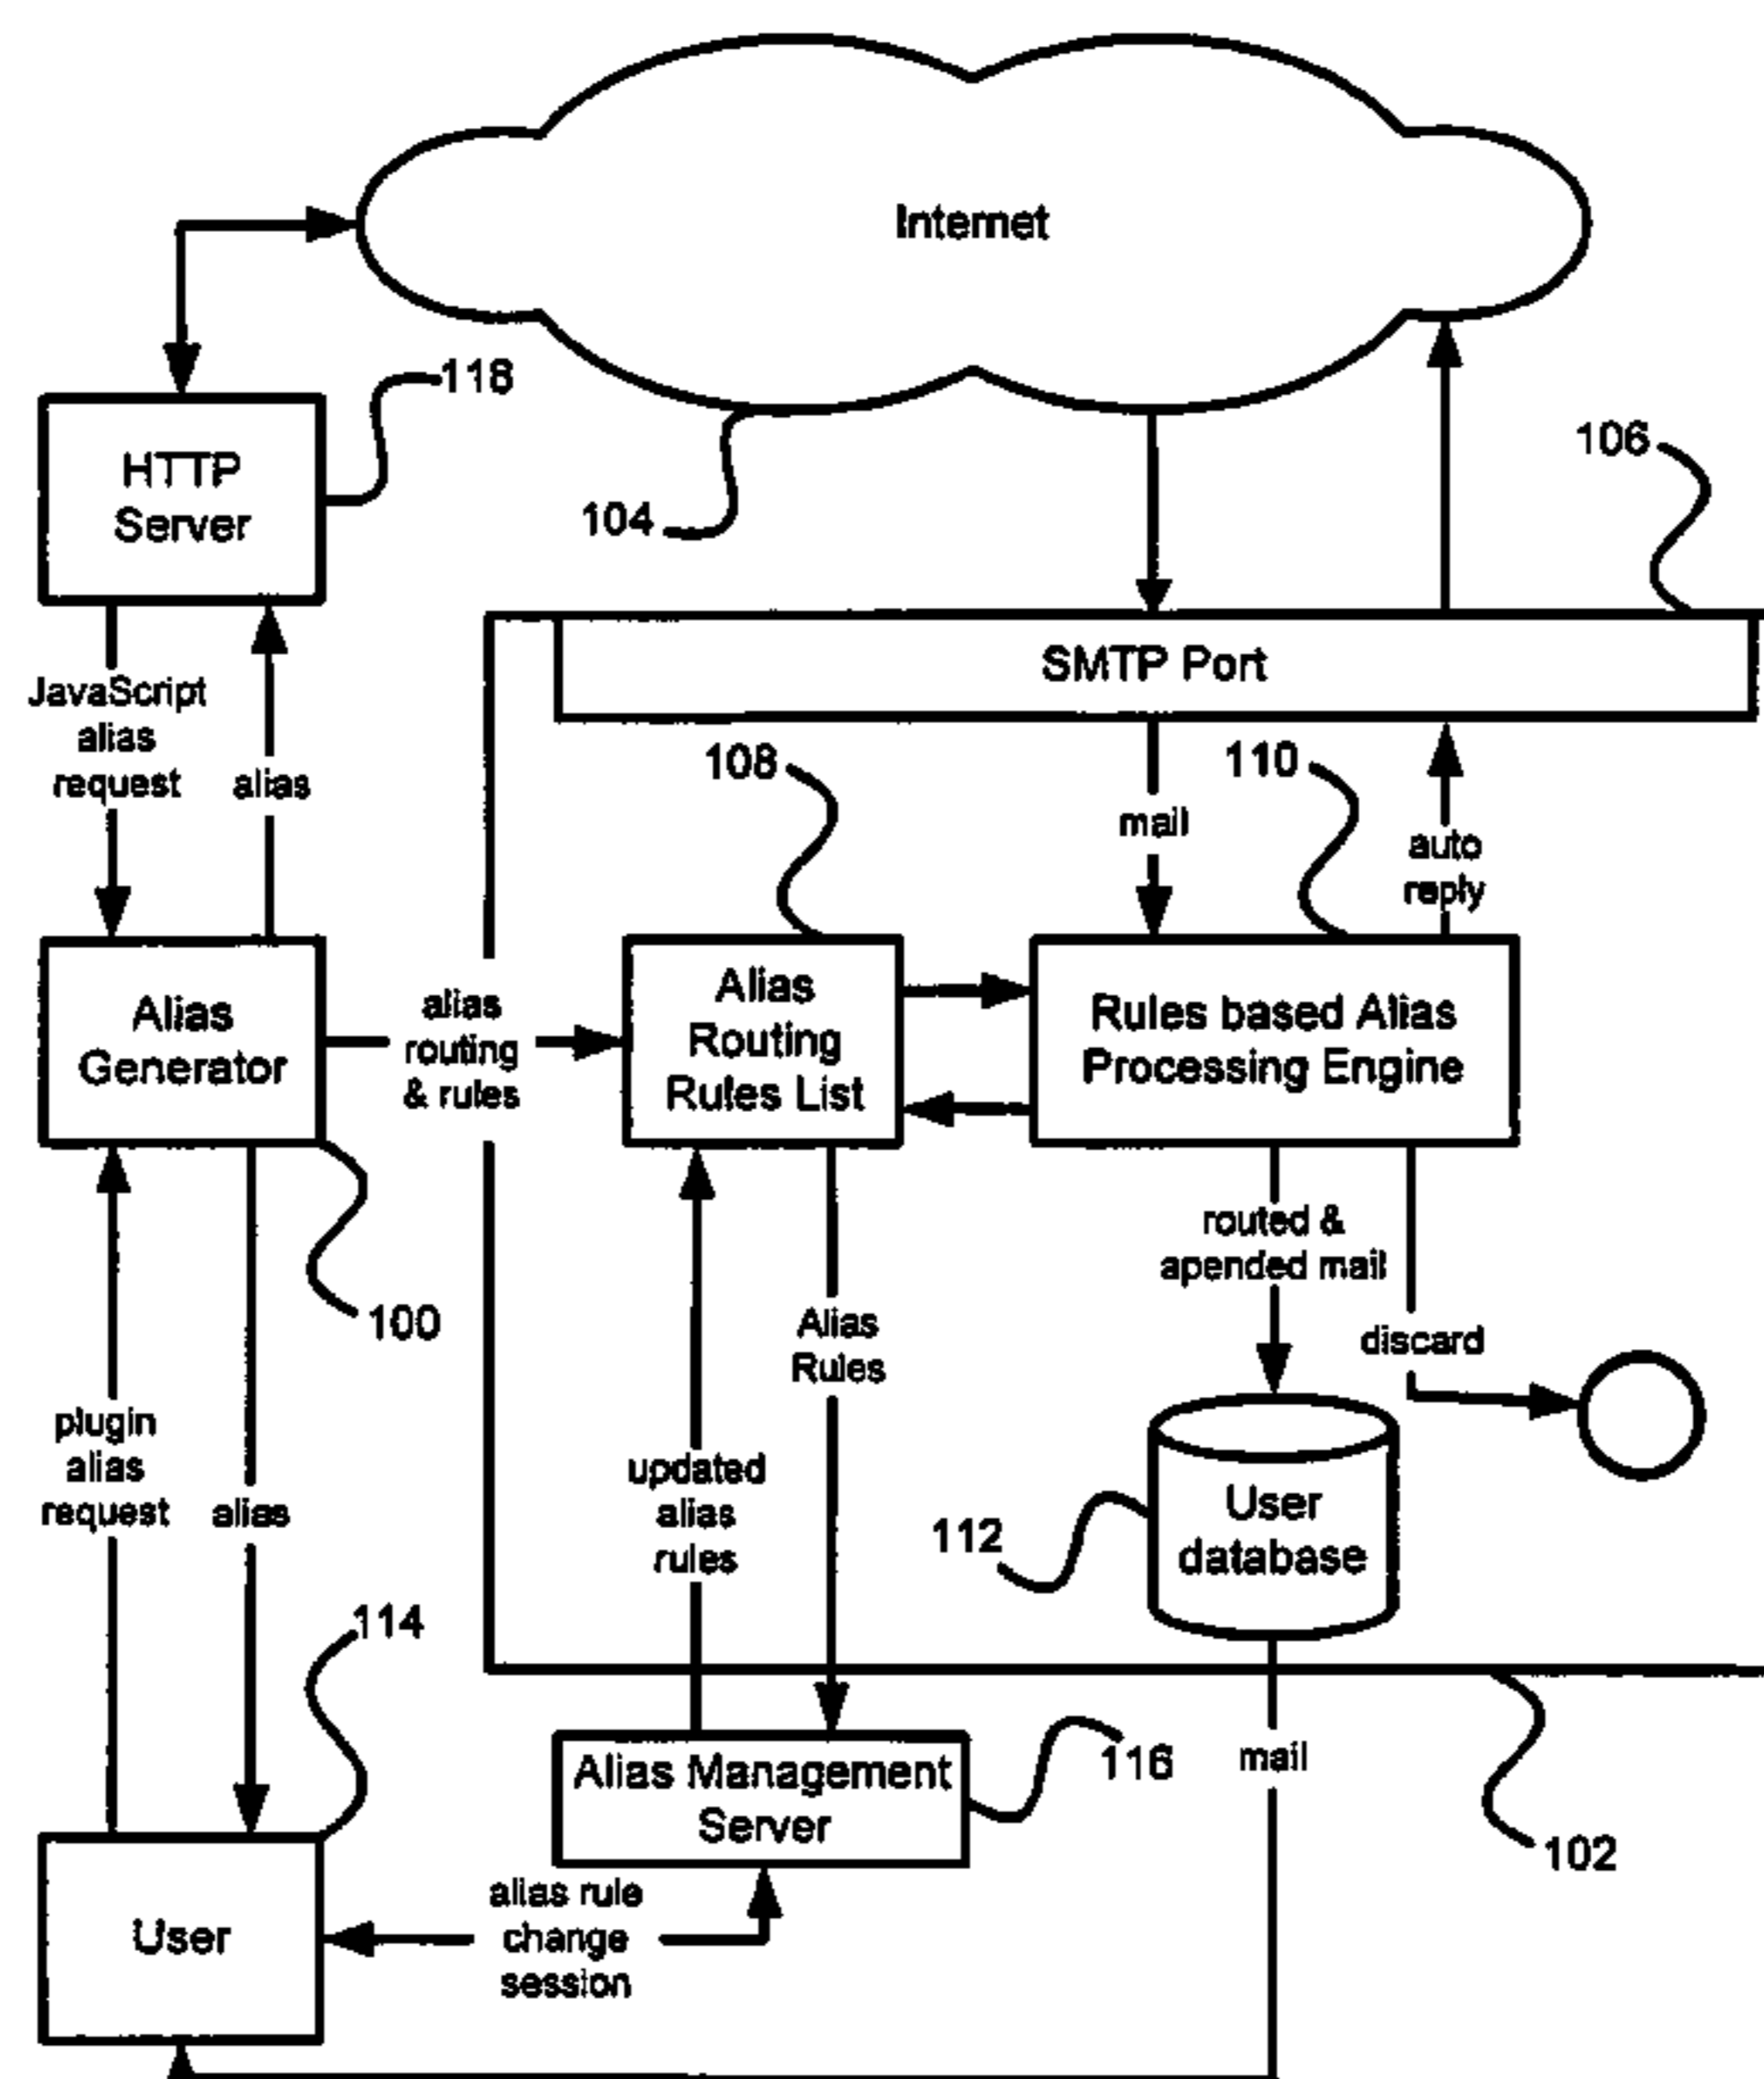 Internet
118
HTTP
Server
104
106
SMTP Port
JavaScript
alias
request
alias
108
110
mail
auto
reply
Alias
Generator
alias
routing
& rules
Alias
Routing
Rules List
Rules based Alias
Processing Engine
100
routed &
apended mail
Alias
Rules
discard
plugin
alias
request
alias
updated
alias
rules
User
database
112
114
Alias Management
Server
116
mail
102
User
alias rule
change
session